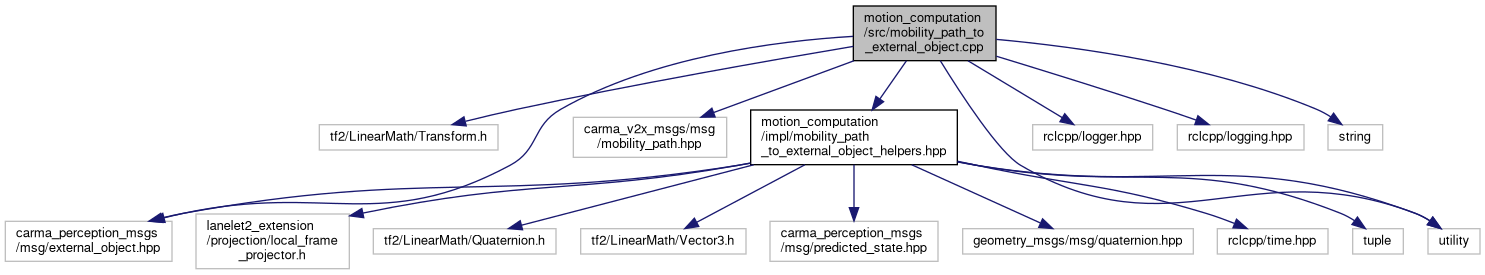 motion_computation
/src/mobility_path_to
_external_object.cpp
tf2/LinearMath/Transform.h
carma_v2x_msgs/msg
/mobility_path.hpp
motion_computation
/impl/mobility_path
_to_external_object_helpers.hpp
rclcpp/logger.hpp
rclcpp/logging.hpp
string
carma_perception_msgs
/msg/external_object.hpp
lanelet2_extension
/projection/local_frame
_projector.h
tf2/LinearMath/Quaternion.h
tf2/LinearMath/Vector3.h
carma_perception_msgs
/msg/predicted_state.hpp
geometry_msgs/msg/quaternion.hpp
rclcpp/time.hpp
tuple
utility